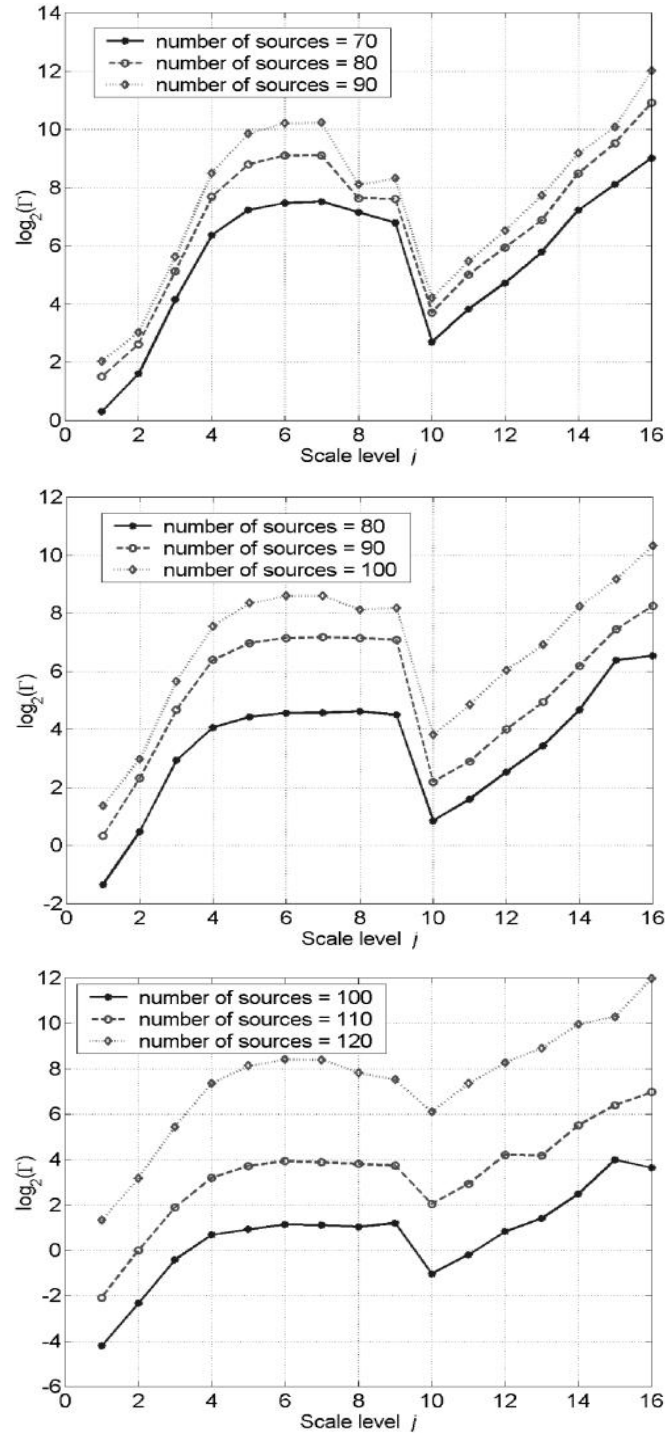 14
12
10
8
6
4
2
0
log₂(Γ)
number of sources = 70
number of sources = 80
number of sources = 90
0 2 4 6 8 10 12 14 16
Scale level j
12
10
8
6
4
2
0
-2
log₂(Γ)
number of sources = 80
number of sources = 90
number of sources = 100
0 2 4 6 8 10 12 14 16
Scale level j
12
10
8
6
4
2
0
-2
-4
-6
log₂(Γ)
number of sources = 100
number of sources = 110
number of sources = 120
0 2 4 6 8 10 12 14 16
Scale level j